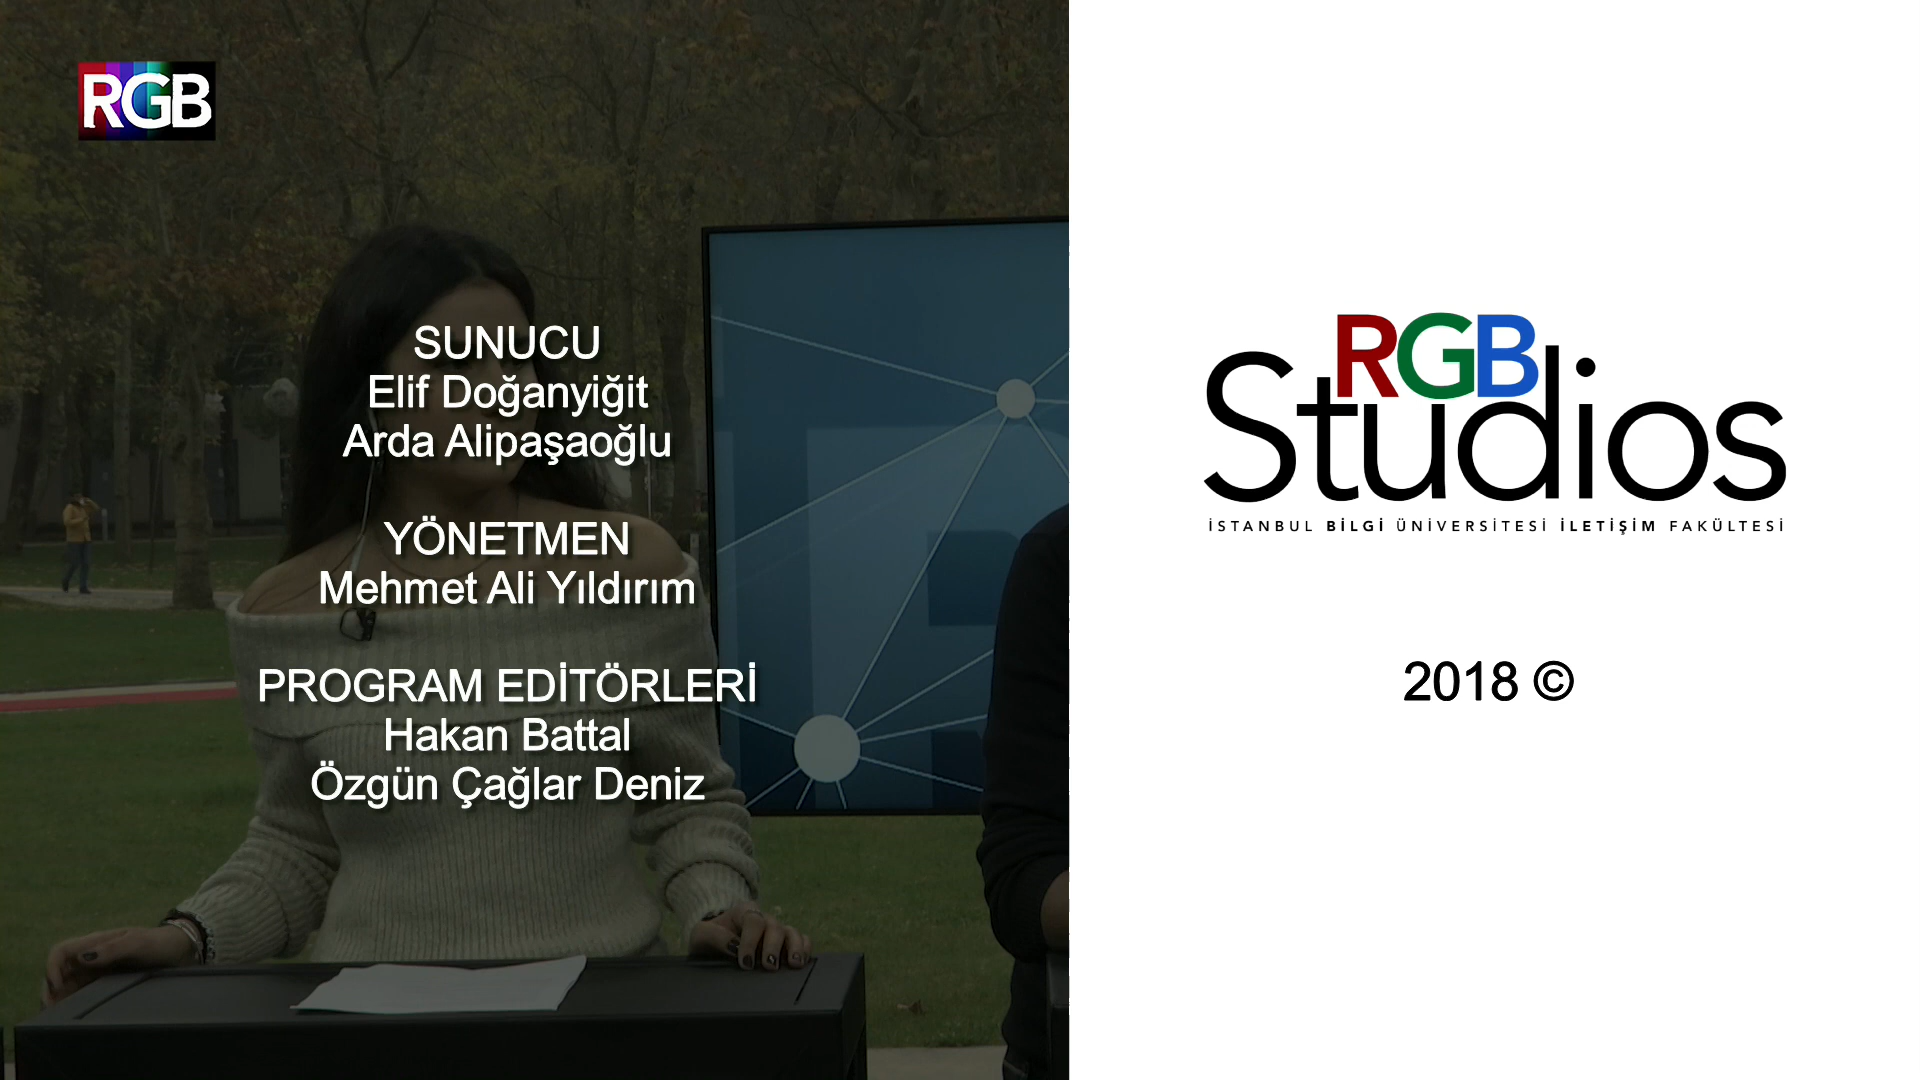 RGB
SUNUCU
Elif Doğanyiğit
Arda Alipaşaoğlu
YÖNETMEN
Mehmet Ali Yıldırım
PROGRAM EDİTÖRLERİ
Hakan Battal
Özgün Çağlar Deniz
RGB
Studios
İSTANBUL BİLGİ ÜNİVERSİTESİ İLETİŞİM FAKÜLTESİ
2018 ©